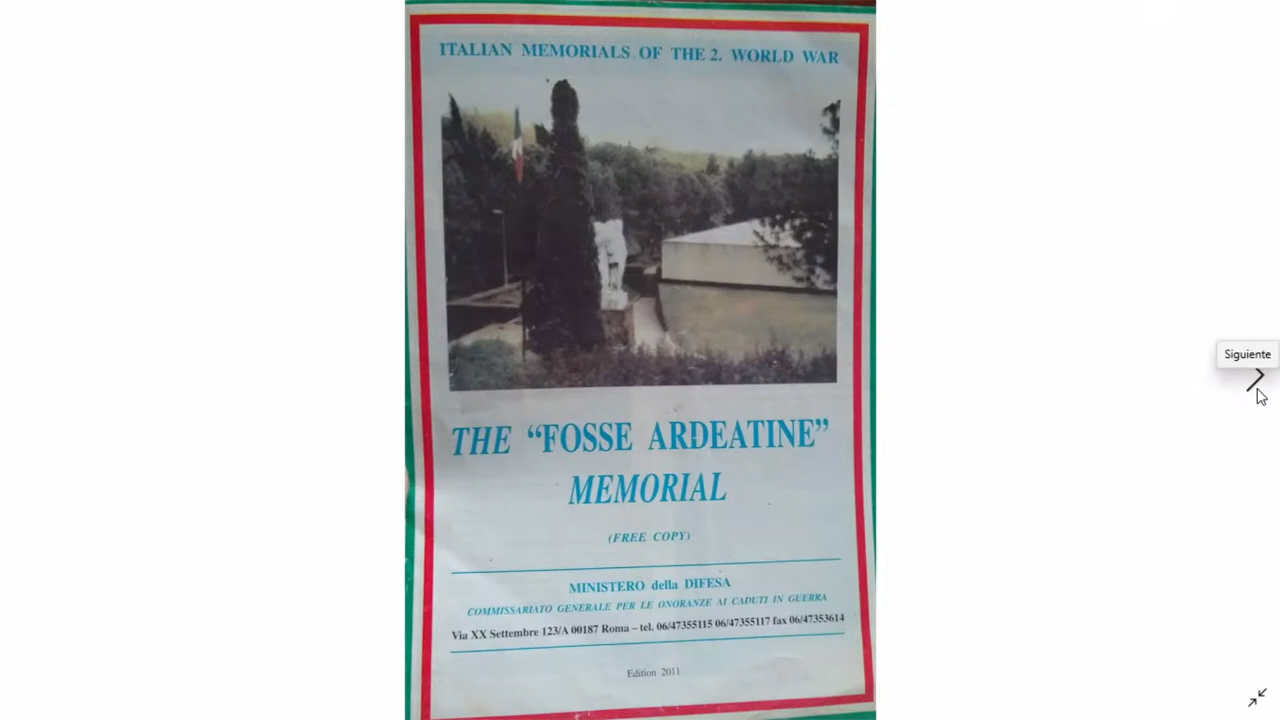 ITALIAN MEMORIALS OF THE 2. WORLD WAR
THE “FOSSE ARDEATINE”
MEMORIAL
(FREE COPY)
MINISTERO della DIFESA
COMMISSARIATO GENERALE PER LE ONORANZE AI CADUTI IN GUERRA
Via XX Settembre 123/A 00187 Roma – tel. 06/47355115 06/47355117 fax 06/47353614
Edition 2011
Siguiente